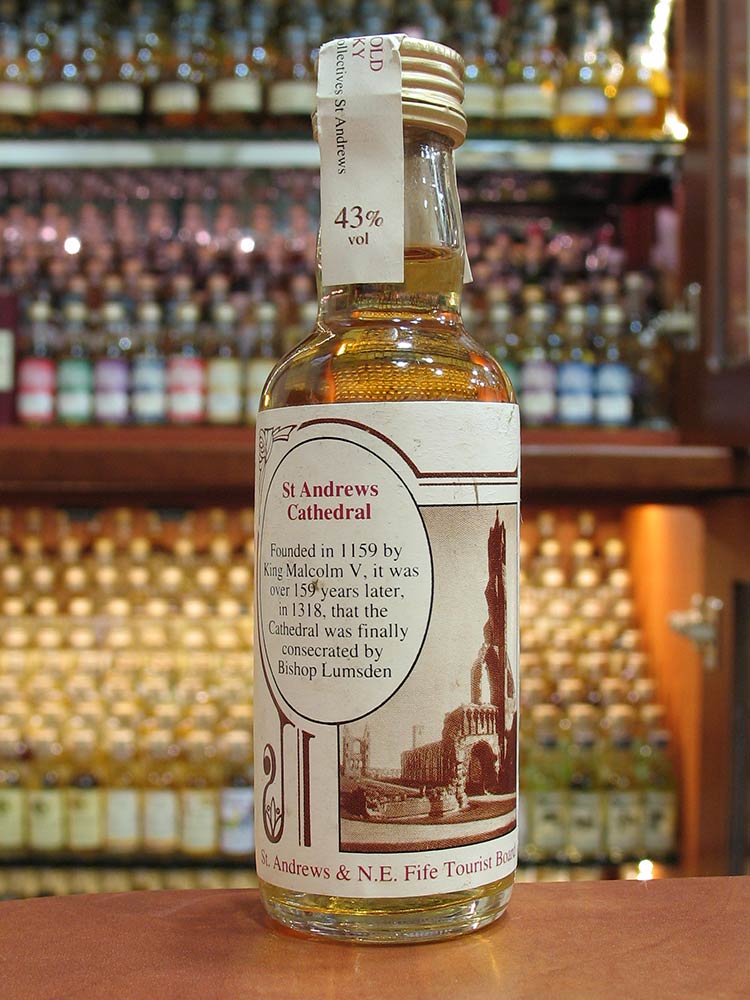 OLD
KY
ollectives St Andrews
43%
vol
St Andrews
Cathedral
Founded in 1159 by
King Malcolm V, it was
over 159 years later,
in 1318, that the
Cathedral was finally
consecrated by
Bishop Lumsden
St. Andrews & N.E. Fife Tourist Board